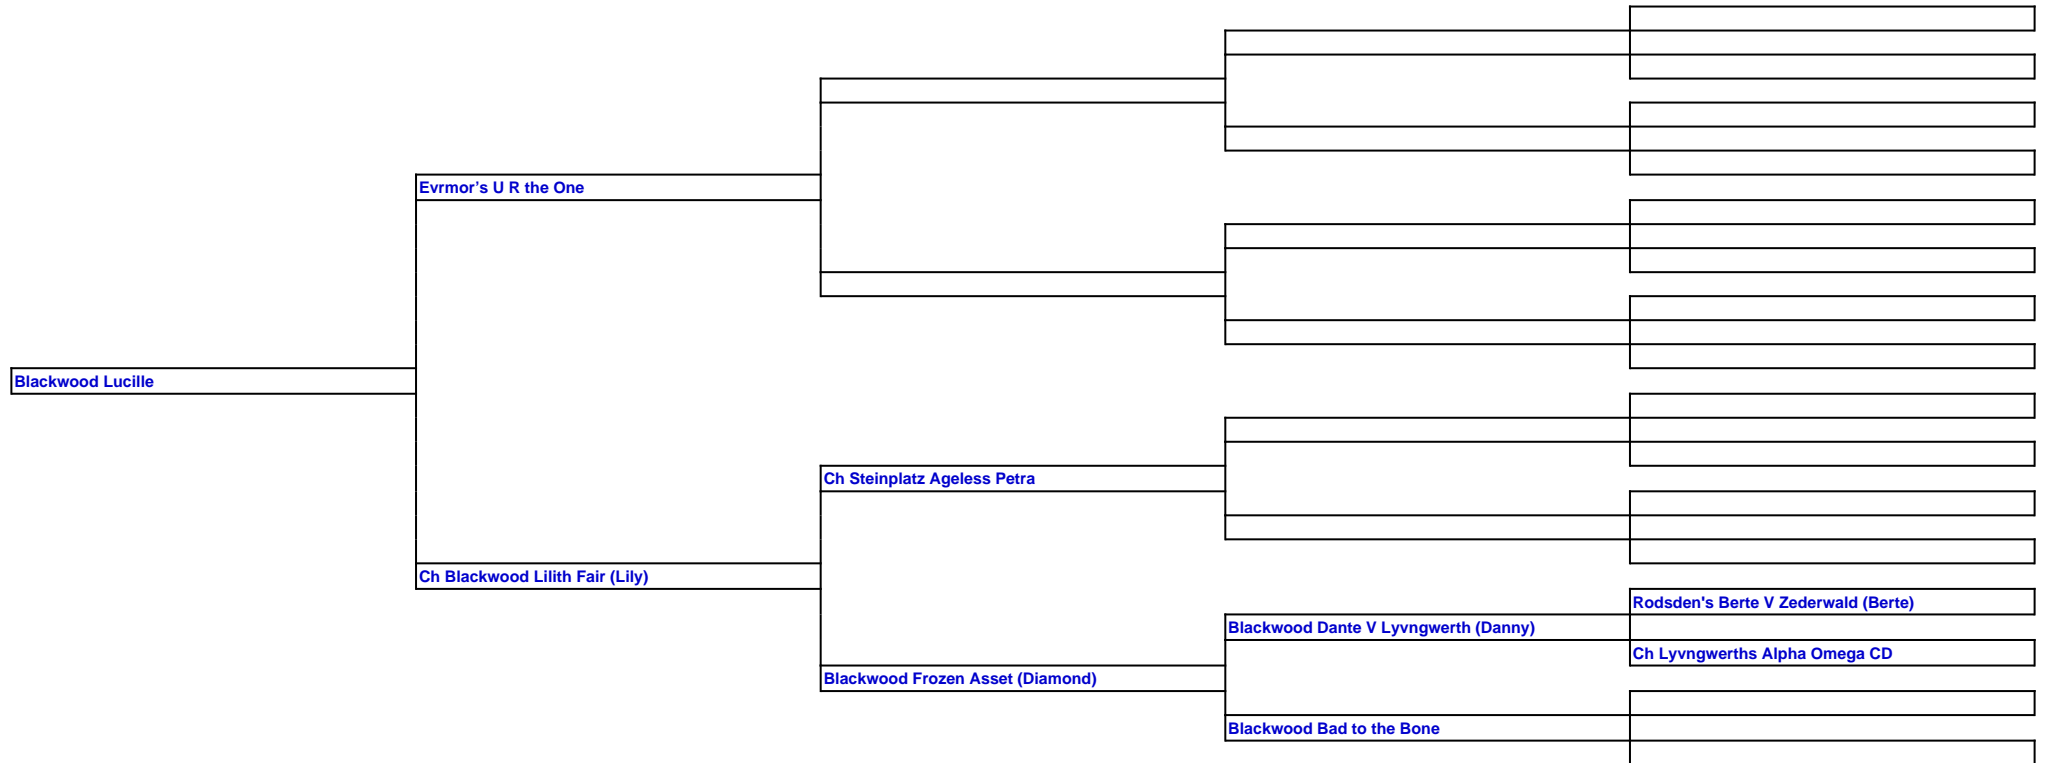 Evrmor’s U R the One
Blackwood Lucille
Ch Steinplatz Ageless Petra
Ch Blackwood Lilith Fair (Lily)
Rodsden's Berte V Zederwald (Berte)
Blackwood Dante V Lyvngwerth (Danny)
Ch Lyvngwerths Alpha Omega CD
Blackwood Frozen Asset (Diamond)
Blackwood Bad to the Bone